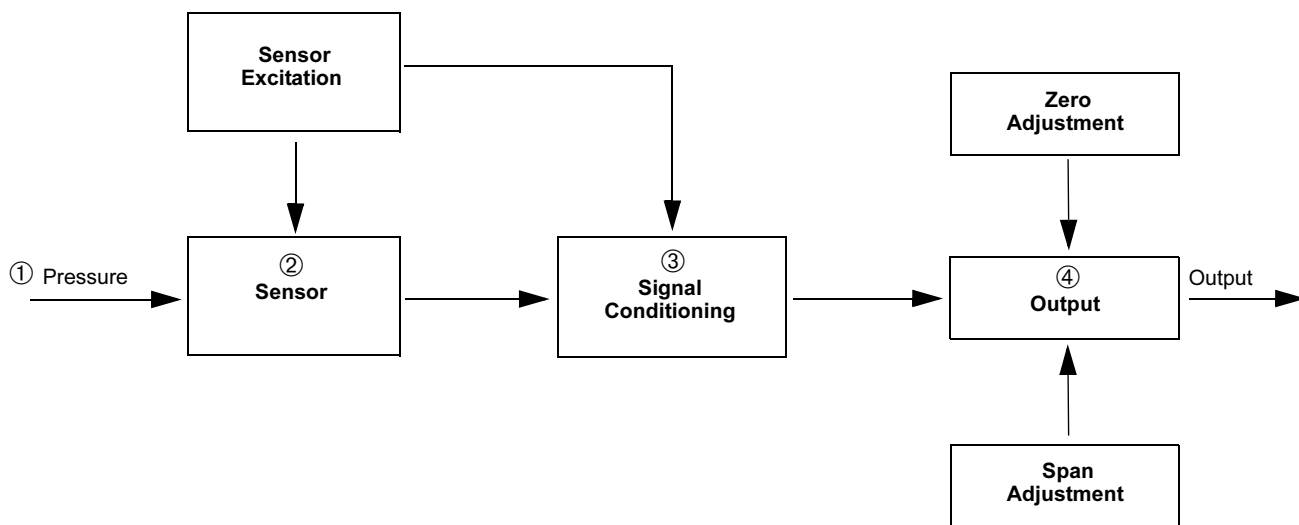 Sensor
Excitation
Zero
Adjustment
① Pressure
②
Sensor
③
Signal
Conditioning
④
Output
Output
Span
Adjustment